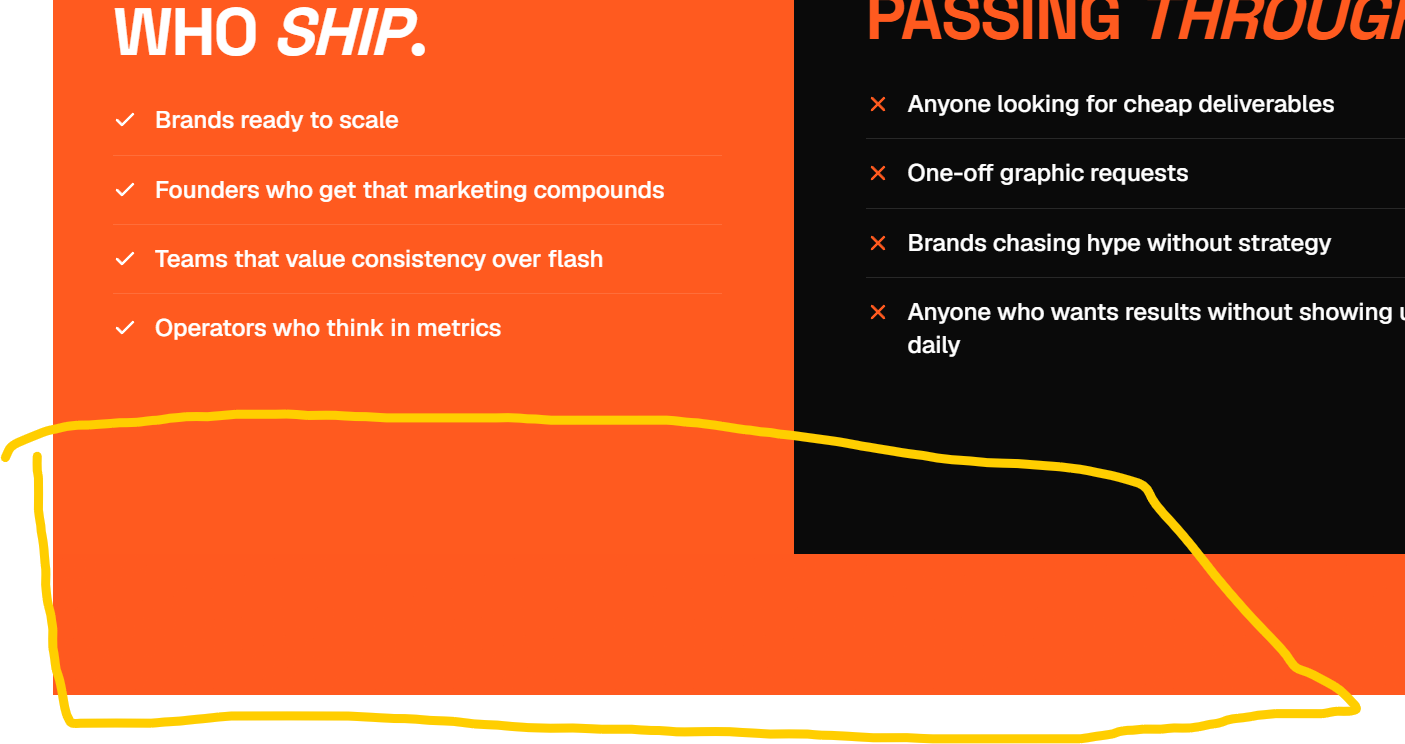 WHO SHIP.
Brands ready to scale
Founders who get that marketing compounds
Teams that value consistency over flash
Operators who think in metrics
PASSING
Anyone looking for cheap deliverables
One-off graphic requests
Brands chasing hype without strategy
Anyone who wants results without showing
daily